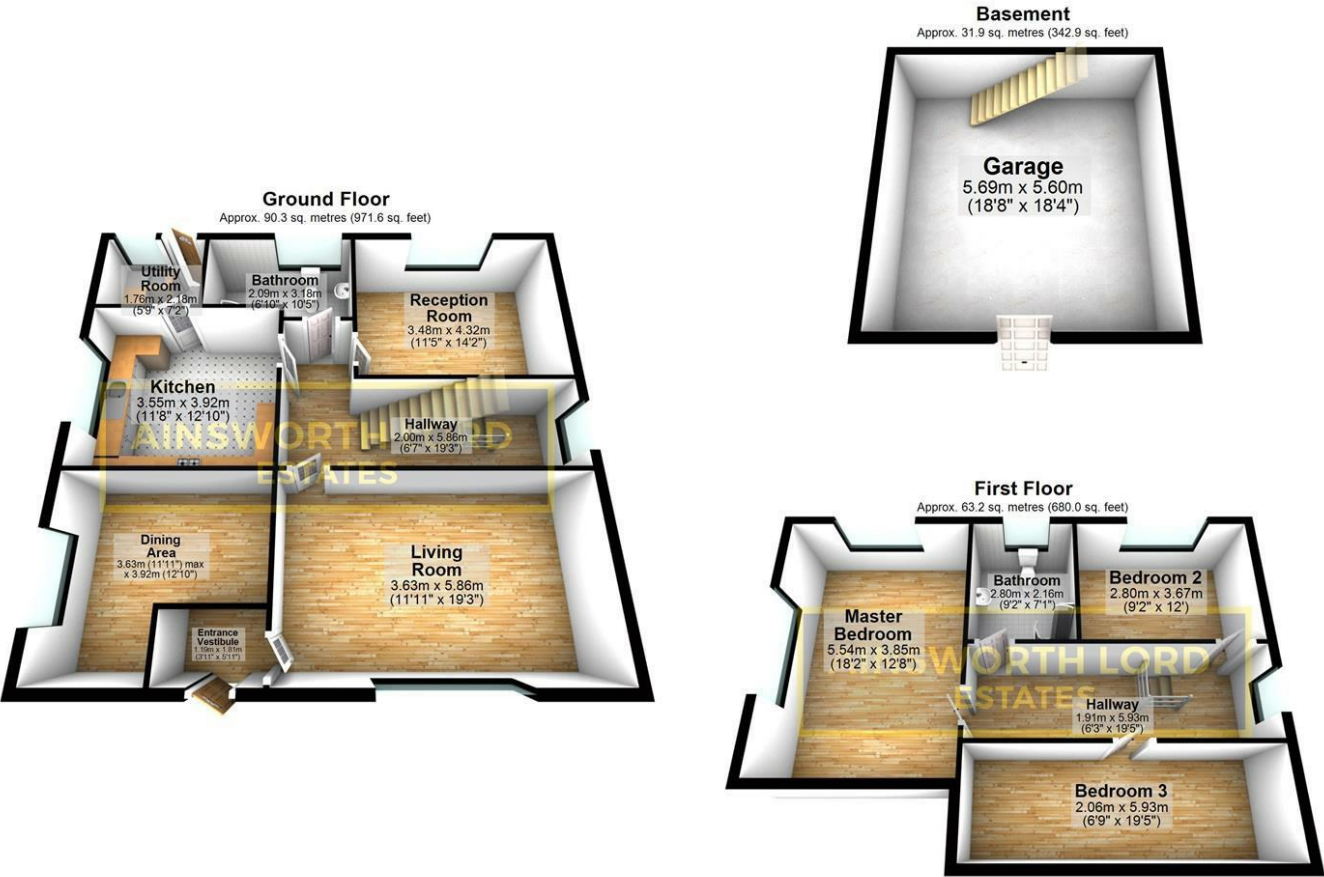 Basement
Approx. 31.9 sq. metres (342.9 sq. feet)
Garage
5.69m x 5.60m
(18'8" x 18'4")
Ground Floor
Approx. 90.3 sq. metres (971.6 sq. feet)
Utility
Room
1.76m x 2.18m
(5'9" x 7'2")
Bathroom
2.09m x 3.18m
(6'10" x 10'5")
Reception
Room
3.48m x 4.32m
(11'5" x 14'2")
Kitchen
3.55m x 3.92m
(11'8" x 12'10")
Hallway
2.00m x 5.86m
(6'7" x 19'3")
AINSWORTH LORD
ESTATES
Dining
Area
3.63m (11'11") max
x 3.92m (12'10")
Living
Room
3.63m x 5.86m
(11'11" x 19'3")
Entrance
Vestibule
1.19m x 1.81m
(3'11" x 5'11")
First Floor
Approx. 63.2 sq. metres (680.0 sq. feet)
Bathroom
2.80m x 2.16m
(9'2" x 7'1")
Bedroom 2
2.80m x 3.67m
(9'2" x 12')
Master
Bedroom
5.54m x 3.85m
(18'2" x 12'8")
AINSWORTH LORD
ESTATES
Hallway
1.91m x 5.93m
(6'3" x 19'5")
Bedroom 3
2.06m x 5.93m
(6'9" x 19'5")